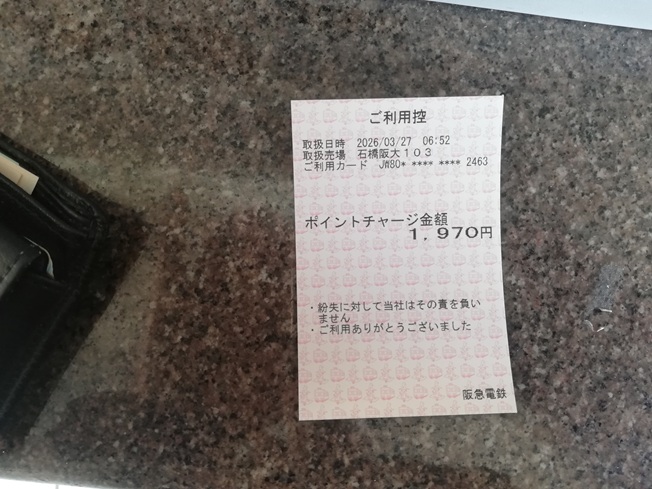 ご利用控
取扱日時 2026/03/27 06:52
取扱売場 石橋阪大103
ご利用カード JW80* **** **** 2463
ポイントチャージ金額
1,970円
・紛失に対して当社はその責を負い
ません
・ご利用ありがとうございました
阪急電鉄